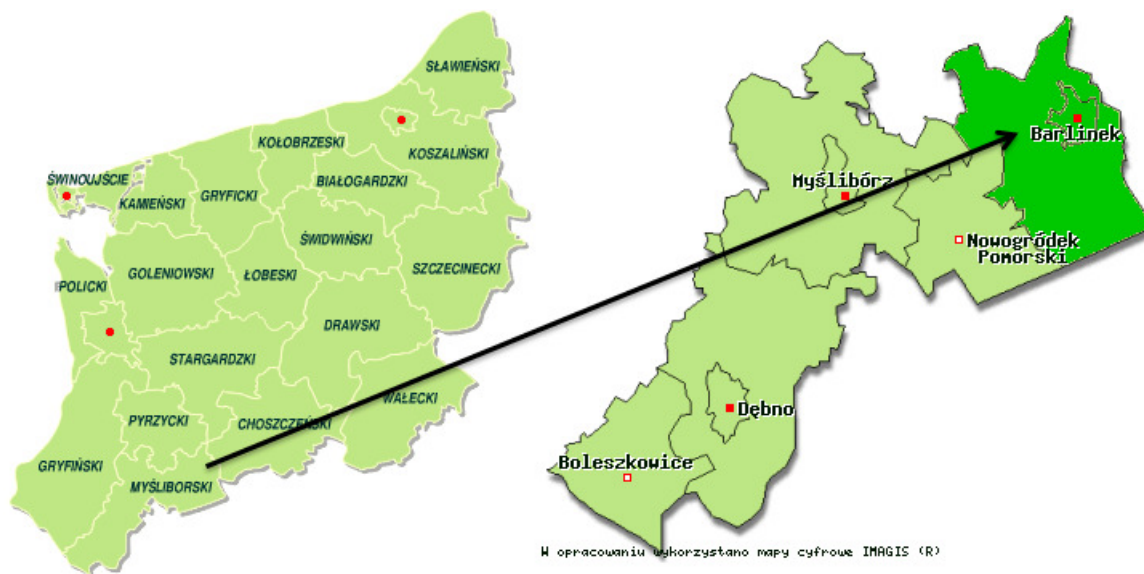 SŁAWIEŃSKI
KOŁOBRZESKI
KOSZALIŃSKI
ŚWINOUJŚCIE
BIAŁOGARDZKI
GRYFICKI
KAMIEŃSKI
ŚWIDWIŃSKI
GOLENIOWSKI
ŁOBESKI
SZCZECINECKI
POLICKI
DRAWSKI
STARGARDZKI
WAŁECKI
PYRZYCKI
CHOSZCZEŃSKI
GRYFIŃSKI
MYŚLIBORSKI
Barlinek
Myślibórz
Nowogródek
Pomorski
Dębno
Boleszkowice
W opracowaniu wykorzystano mapy cyfrowe IMAGIS (R)